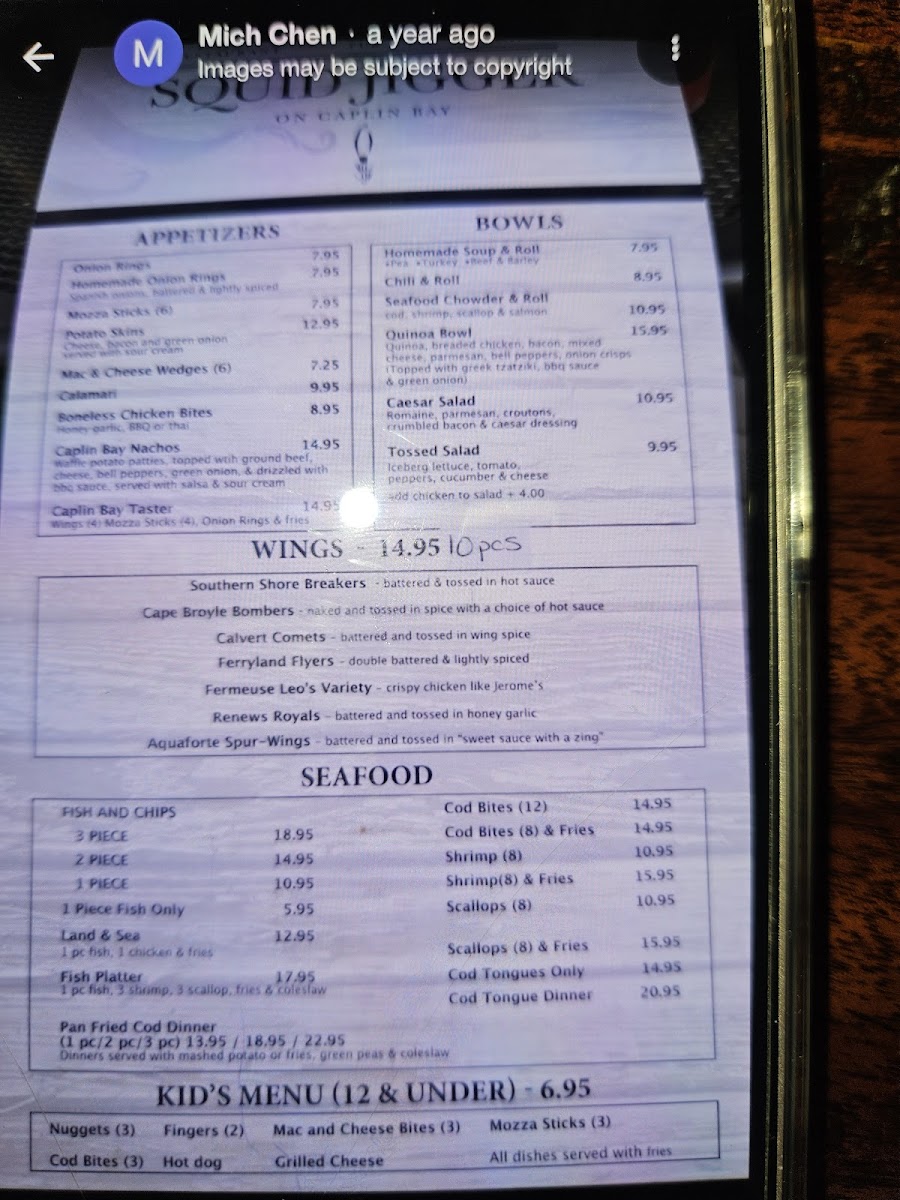 M
Mich Chen · a year ago
Images may be subject to copyright
SQUID JIGGER
ON CAPLIN BAY
APPETIZERS
Onion Rings 7.95
Homemade Onion Rings 7.95
Spanish onions, battered & lightly spiced
Mozza Sticks (6) 7.95
Potato Skins 12.95
Cheese, bacon and green onion
served with sour cream
Mac & Cheese Wedges (6) 7.25
Calamari 9.95
Boneless Chicken Bites 8.95
Honey garlic, BBQ or thai
Caplin Bay Nachos 14.95
Waffle potato patties, topped wtih ground beef,
cheese, bell peppers, green onion, & drizzled with
bbq sauce, served with salsa & sour cream
Caplin Bay Taster 14.95
Wings (4) Mozza Sticks (4), Onion Rings & fries
BOWLS
Homemade Soup & Roll 7.95
•Pea •Turkey •Beef & Barley
Chili & Roll 8.95
Seafood Chowder & Roll 10.95
cod, shrimp, scallop & salmon
Quinoa Bowl 15.95
Quinoa, breaded chicken, bacon, mixed
cheese, parmesan, bell peppers, onion crisps
(Topped with greek tzatziki, bbq sauce
& green onion)
Caesar Salad 10.95
Romaine, parmesan, croutons,
crumbled bacon & caesar dressing
Tossed Salad 9.95
Iceberg lettuce, tomato,
peppers, cucumber & cheese
add chicken to salad + 4.00
WINGS - 14.95 10 pcs
Southern Shore Breakers - battered & tossed in hot sauce
Cape Broyle Bombers - naked and tossed in spice with a choice of hot sauce
Calvert Comets - battered and tossed in wing spice
Ferryland Flyers - double battered & lightly spiced
Fermeuse Leo's Variety - crispy chicken like Jerome's
Renews Royals - battered and tossed in honey garlic
Aquaforte Spur-Wings - battered and tossed in "sweet sauce with a zing"
SEAFOOD
FISH AND CHIPS
3 PIECE 18.95
2 PIECE 14.95
1 PIECE 10.95
1 Piece Fish Only 5.95
Land & Sea 12.95
1 pc fish, 1 chicken & fries
Fish Platter 17.95
1 pc fish, 3 shrimp, 3 scallop, fries & coleslaw
Cod Bites (12) 14.95
Cod Bites (8) & Fries 14.95
Shrimp (8) 10.95
Shrimp(8) & Fries 15.95
Scallops (8) 10.95
Scallops (8) & Fries 15.95
Cod Tongues Only 14.95
Cod Tongue Dinner 20.95
Pan Fried Cod Dinner
(1 pc/2 pc/3 pc) 13.95 / 18.95 / 22.95
Dinners served with mashed potato or fries, green peas & coleslaw
KID'S MENU (12 & UNDER) - 6.95
Nuggets (3) Fingers (2) Mac and Cheese Bites (3) Mozza Sticks (3)
Cod Bites (3) Hot dog Grilled Cheese All dishes served with fries